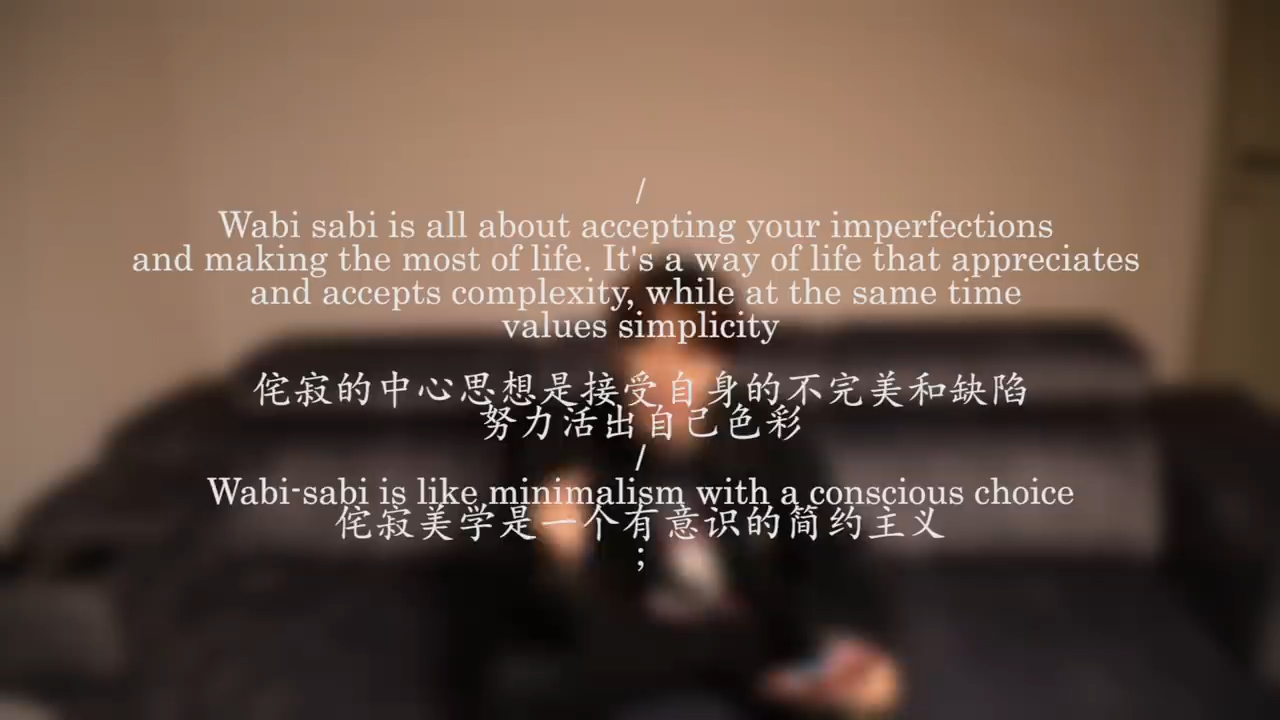 /
Wabi sabi is all about accepting your imperfections
and making the most of life. It's a way of life that appreciates
and accepts complexity, while at the same time
values simplicity
侘寂的中心思想是接受自身的不完美和缺陷
努力活出自己色彩
/
Wabi-sabi is like minimalism with a conscious choice
侘寂美学是一个有意识的简约主义
;